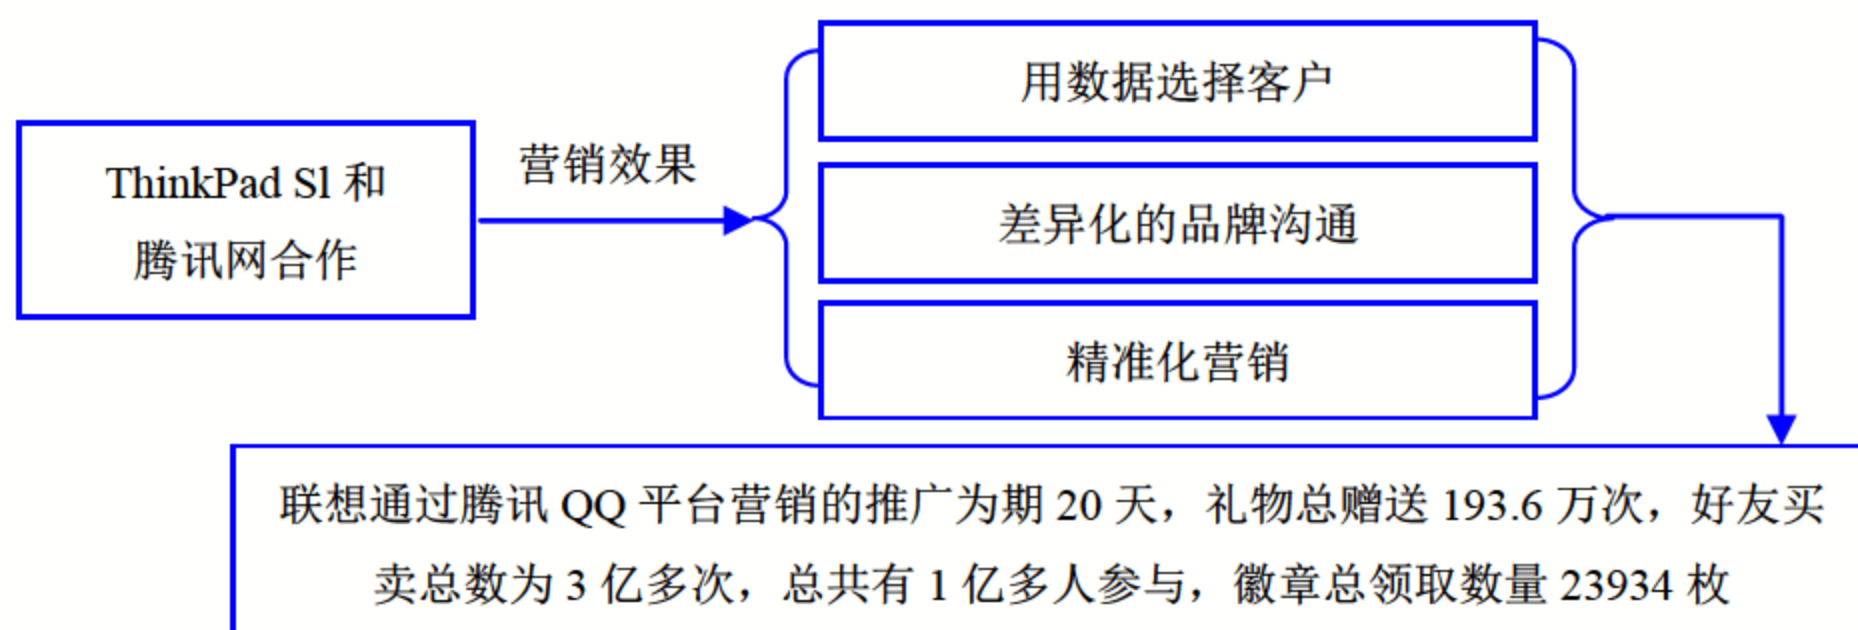 ThinkPad Sl 和
腾讯网合作
营销效果
用数据选择客户
差异化的品牌沟通
精准化营销
联想通过腾讯 QQ 平台营销的推广为期 20 天，礼物总赠送 193.6 万次，好友买
卖总数为 3 亿多次，总共有 1 亿多人参与，徽章总领取数量 23934 枚